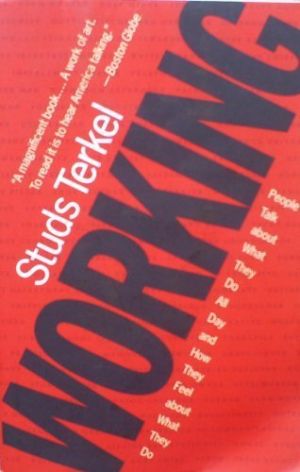 "A magnificent book.... A work of art.
To read it is to hear America talking."
—Boston Globe
Studs Terkel
WORKING
People
Talk
about
What
They
Do
All
Day
and
How
They
Feel
about
What
They
Do